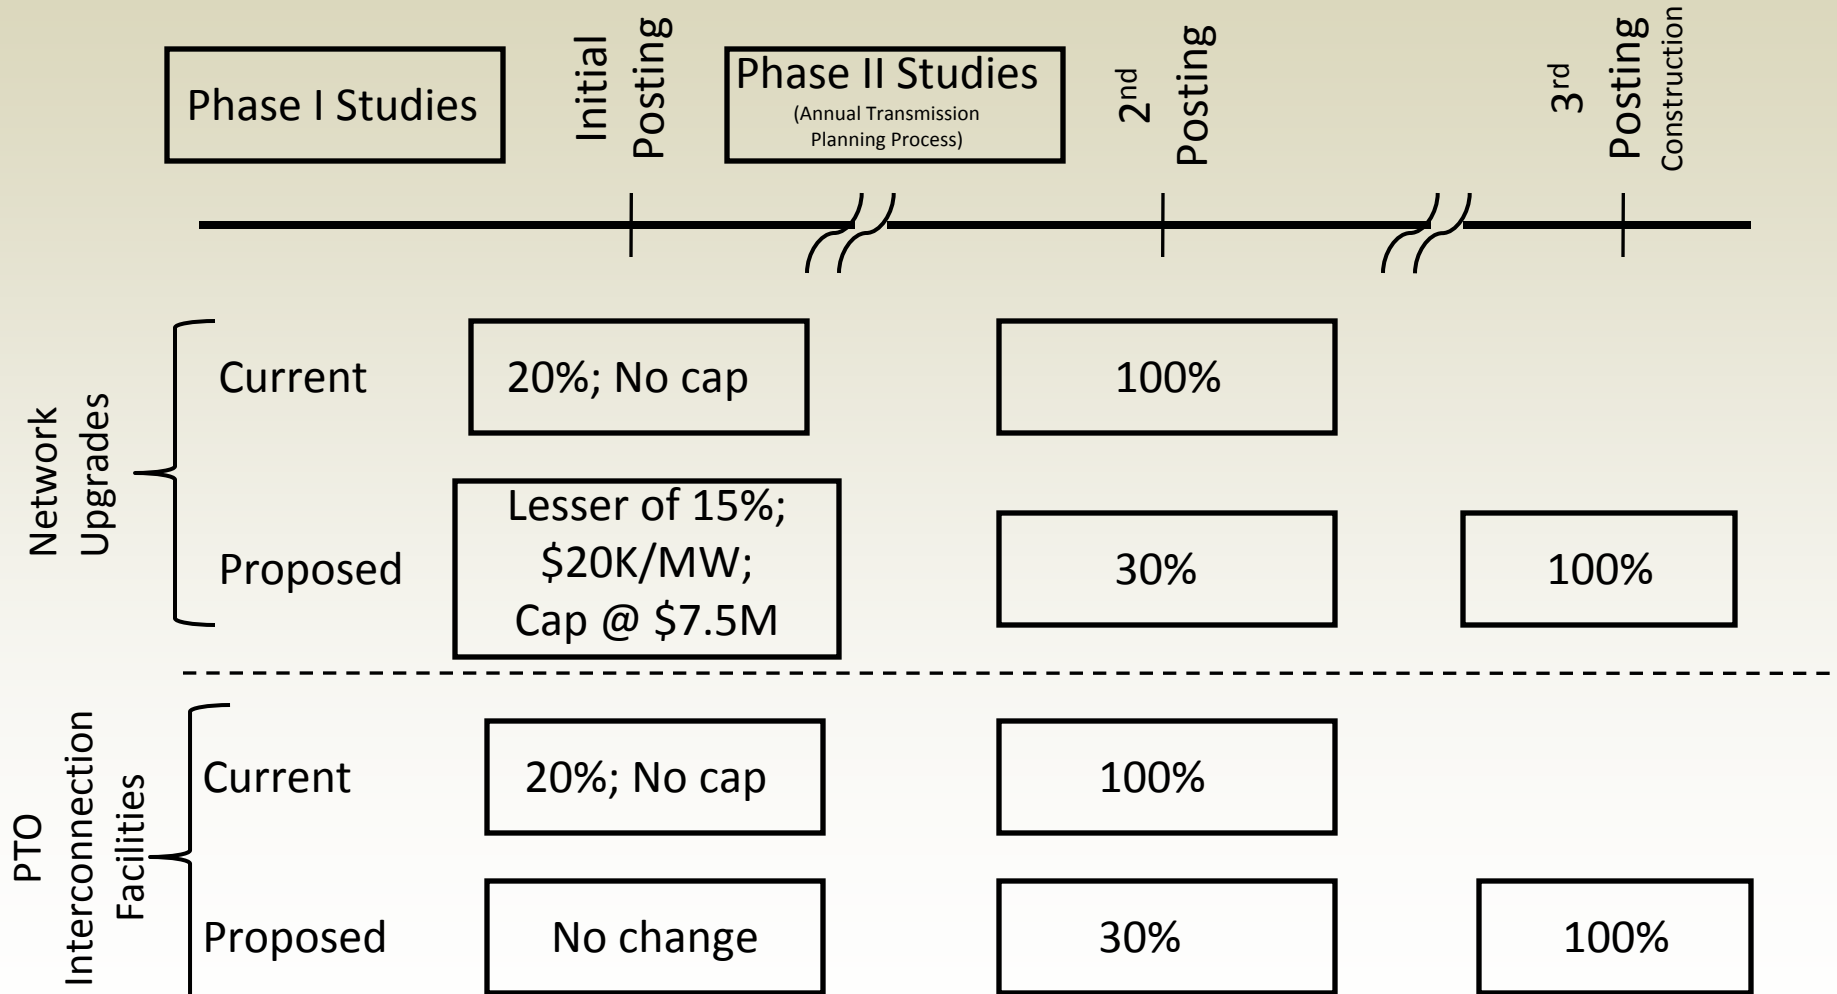 Phase I Studies
Initial
Posting
Phase II Studies
(Annual Transmission
Planning Process)
2nd
Posting
3rd
Posting
Construction
Network
Upgrades
Current
20%; No cap
100%
Proposed
Lesser of 15%;
$20K/MW;
Cap @ $7.5M
30%
100%
PTO
Interconnection
Facilities
Current
20%; No cap
100%
Proposed
No change
30%
100%